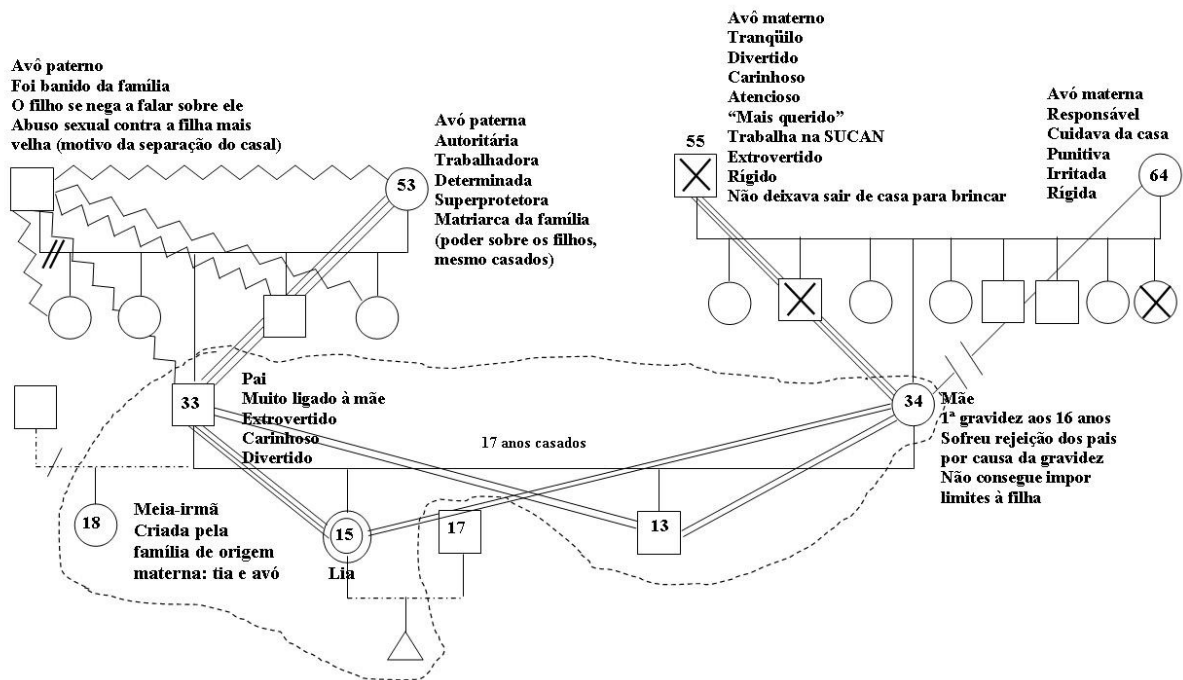 Avô paterno
Foi banido da família
O filho se nega a falar sobre ele
Abuso sexual contra a filha mais
velha (motivo da separação do casal)
53
Avó paterna
Autoritária
Trabalhadora
Determinada
Superprotetora
Matriarca da família
(poder sobre os filhos,
mesmo casados)
Avô materno
Tranqüilo
Divertido
Carinhoso
Atencioso
“Mais querido”
Trabalha na SUCAN
Extrovertido
Rígido
Não deixava sair de casa para brincar
55
Avó materna
Responsável
Cuidava da casa
Punitiva
Irritada
Rígida
64
33
Pai
Muito ligado à mãe
Extrovertido
Carinhoso
Divertido
17 anos casados
34
Mãe
1ª gravidez aos 16 anos
Sofreu rejeição dos pais
por causa da gravidez
Não consegue impor
limites à filha
18
Meia-irmã
Criada pela
família de origem
materna: tia e avó
15
Lia
17
13